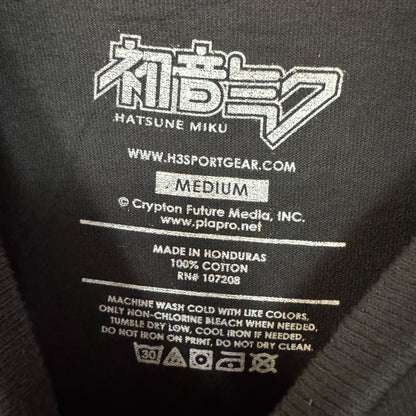 初音ミク
HATSUNE MIKU
WWW.H3SPORTGEAR.COM
MEDIUM
© Crypton Future Media, INC.
www.piapro.net
MADE IN HONDURAS
100% COTTON
RN# 107208
MACHINE WASH COLD WITH LIKE COLORS,
ONLY NON-CHLORINE BLEACH WHEN NEEDED,
TUMBLE DRY LOW, COOL IRON IF NEEDED,
DO NOT IRON ON PRINT, DO NOT DRY CLEAN.
30